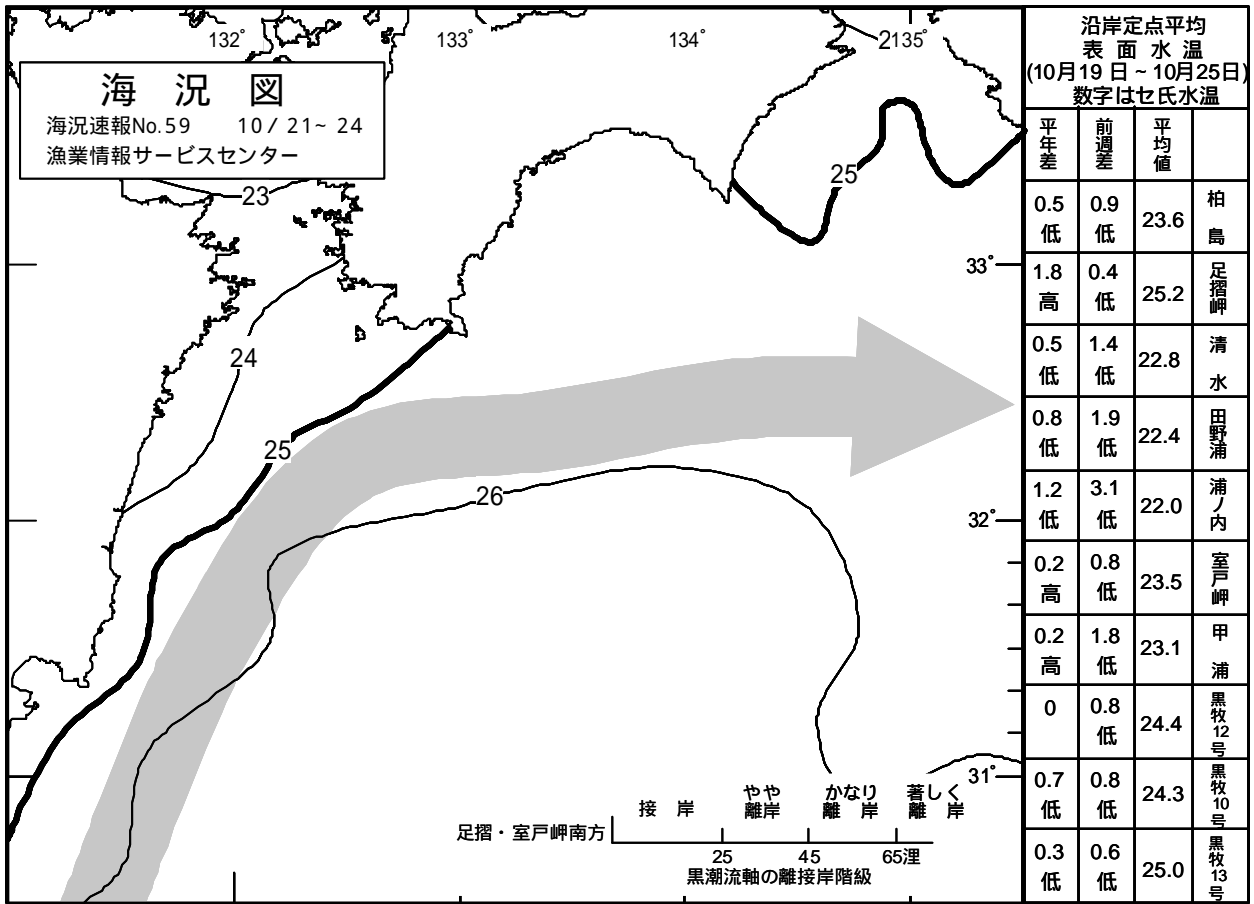 132° 133° 134° 2135°
海況図
海況速報No.59 10/21~24
漁業情報サービスセンター
23
25
33°
24
25
26
32°
31°
接岸 やや離岸 かなり離岸 著しく離岸
足摺・室戸岬南方
25 45 65浬
黒潮流軸の離接岸階級
沿岸定点平均
表面水温
(10月19日~10月25日)
数字はセ氏水温
平年差 前週差 平均値
0.5低 0.9低 23.6 柏島
1.8高 0.4低 25.2 足摺岬
0.5低 1.4低 22.8 清水
0.8低 1.9低 22.4 田野浦
1.2低 3.1低 22.0 浦ノ内
0.2高 0.8低 23.5 室戸岬
0.2高 1.8低 23.1 甲浦
0 0.8低 24.4 黒牧12号
0.7低 0.8低 24.3 黒牧10号
0.3低 0.6低 25.0 黒牧13号